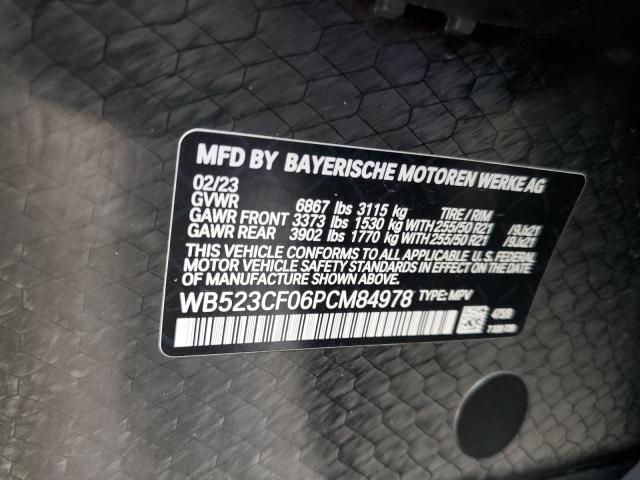 MFD BY BAYERISCHE MOTOREN WERKE AG
02/23
GVWR 6867 lbs 3115 kg TIRE / RIM
GAWR FRONT 3373 lbs 1530 kg WITH 255/50 R21 /9Jx21
GAWR REAR 3902 lbs 1770 kg WITH 255/50 R21 /9Jx21
THIS VEHICLE CONFORMS TO ALL APPLICABLE U.S. FEDERAL
MOTOR VEHICLE SAFETY STANDARDS IN EFFECT ON THE DATE
OF MANUFACTURE SHOWN ABOVE.
WB523CF06PCM84978 TYPE: MPV